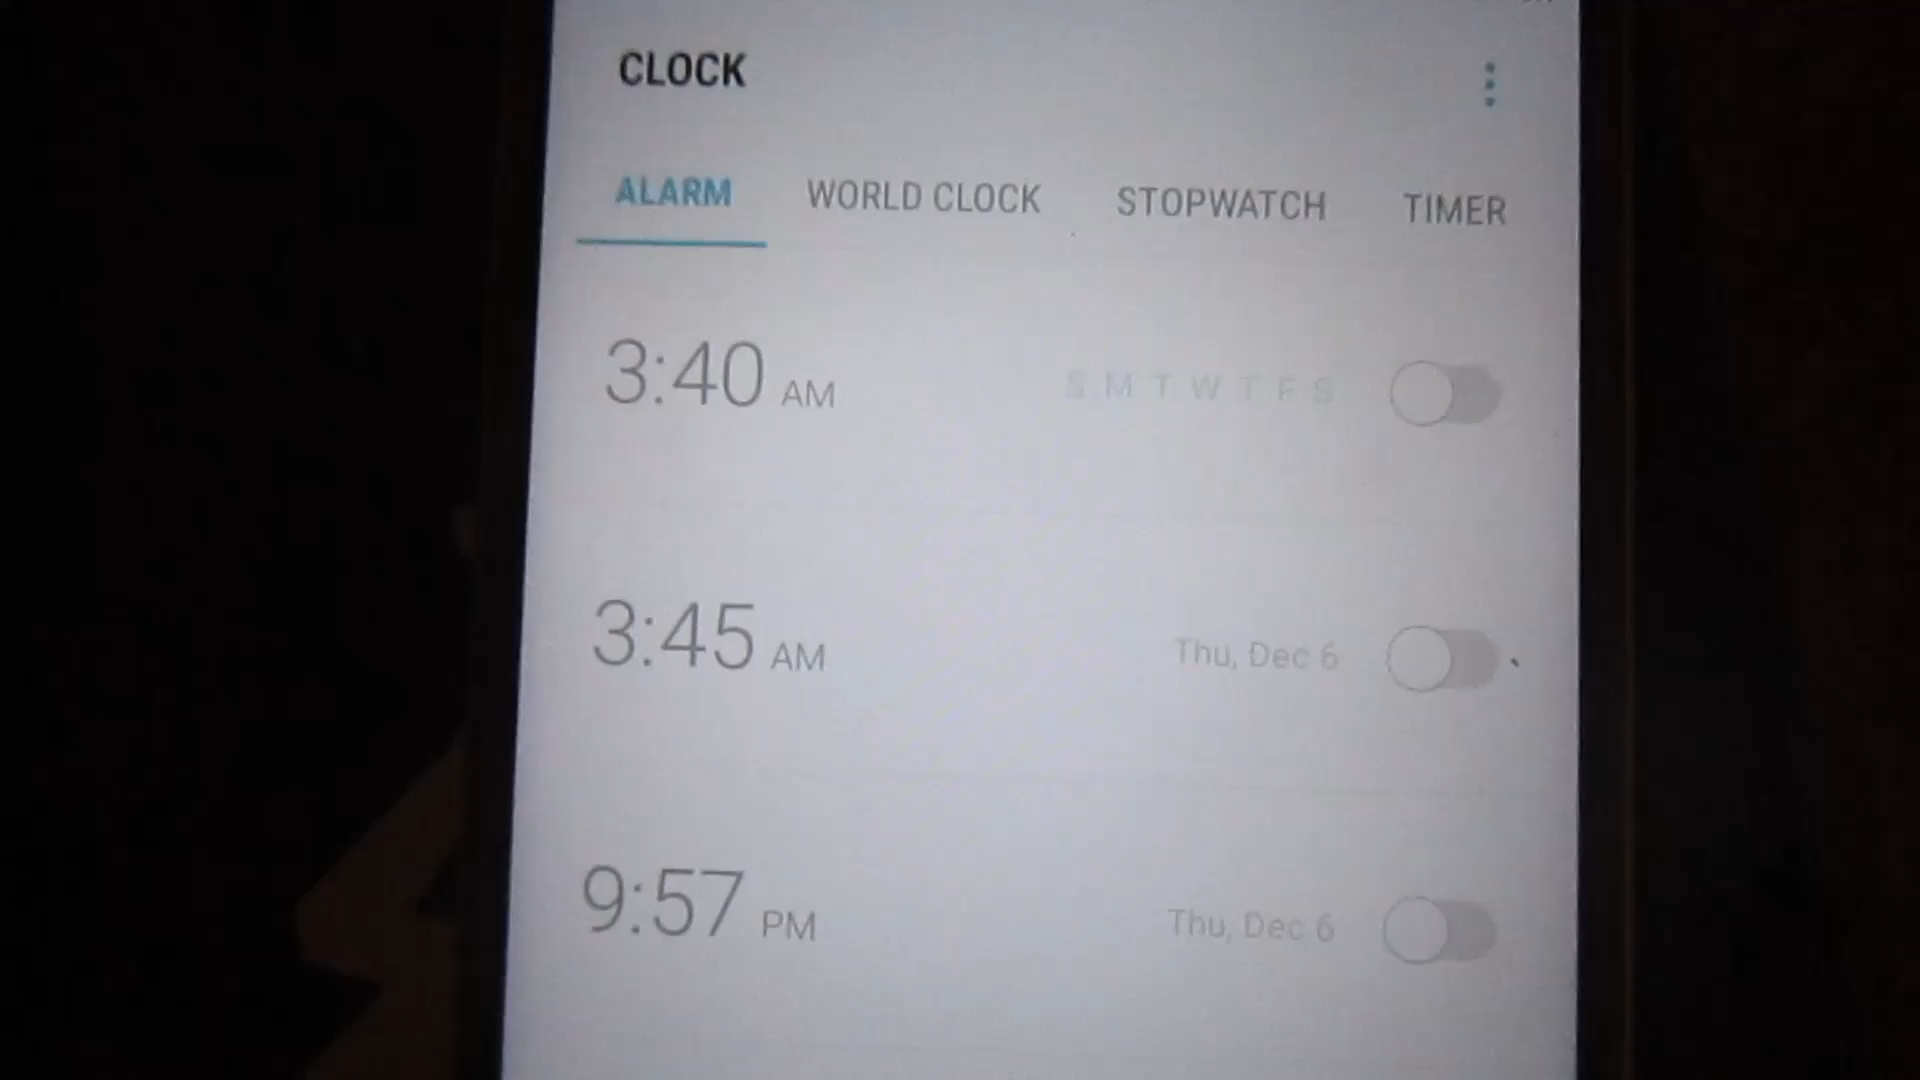 CLOCK
ALARM WORLD CLOCK STOPWATCH TIMER
3:40 AM S M T W T F S
3:45 AM Thu, Dec 6
9:57 PM Thu, Dec 6